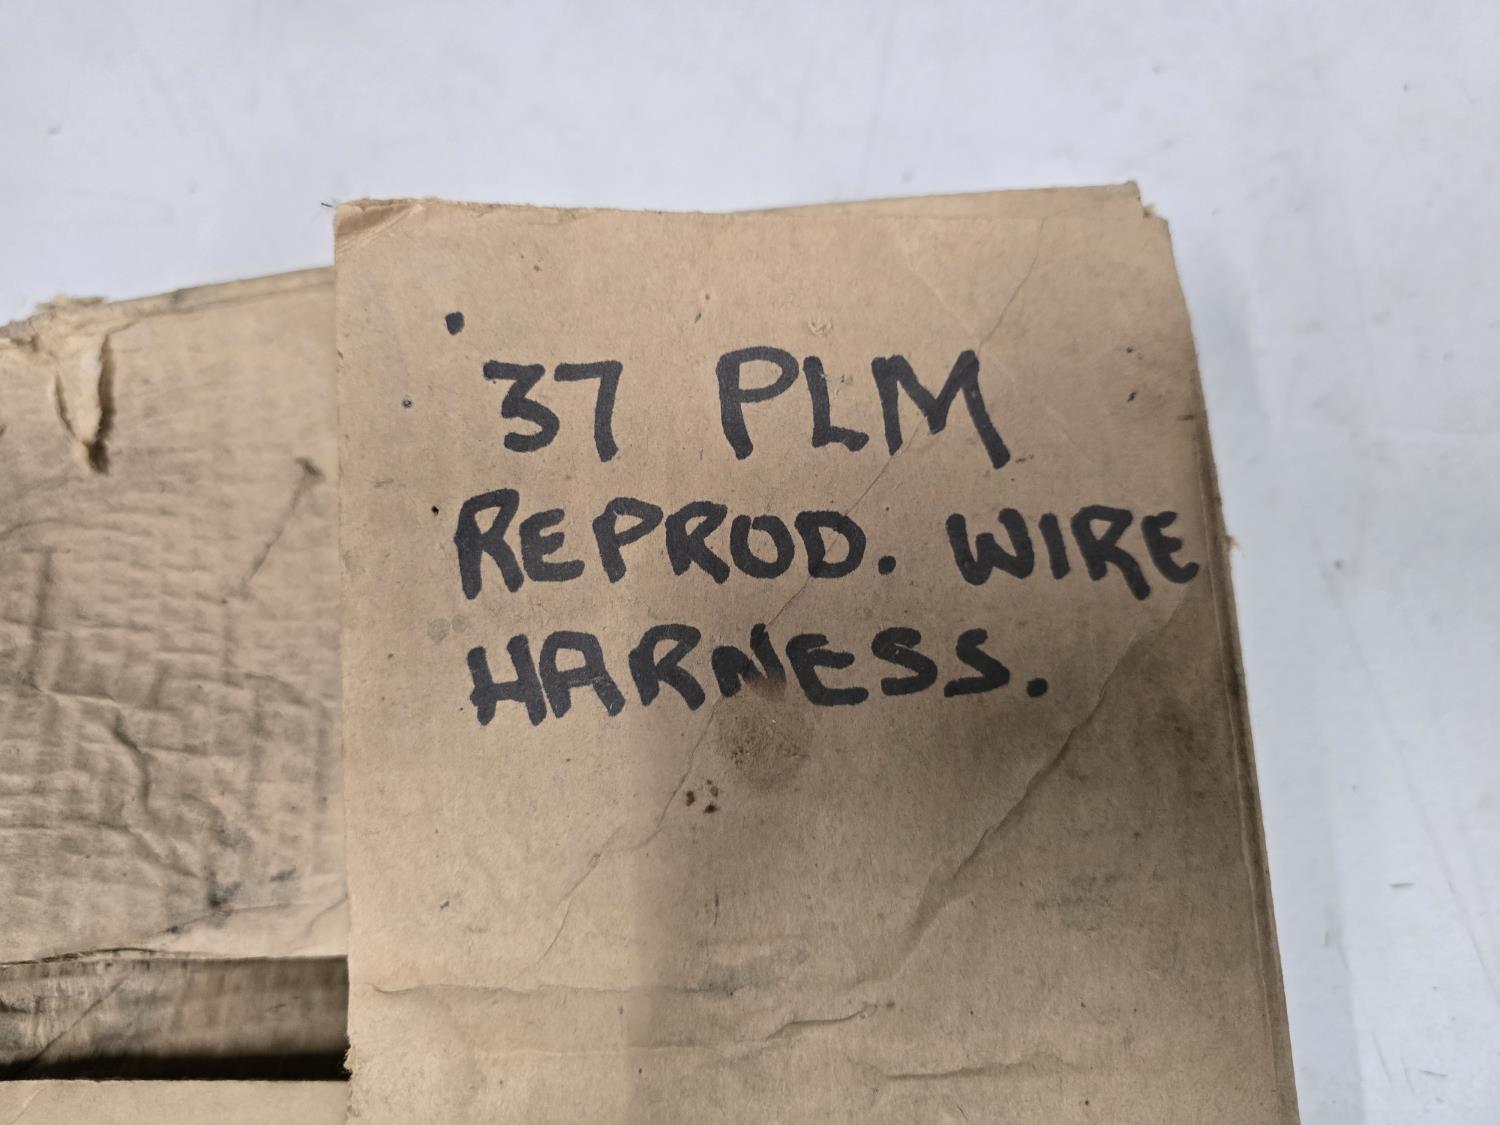 '37 PLM
REPROD. WIRE
HARNESS.